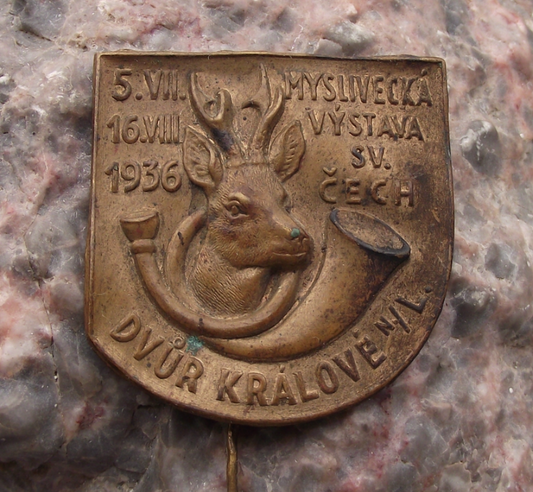 5.VII.
16.VIII.
1936
MYSLIVECKÁ
VÝSTAVA
SV.
ČECH
DVŮR KRÁLOVÉ N/L.